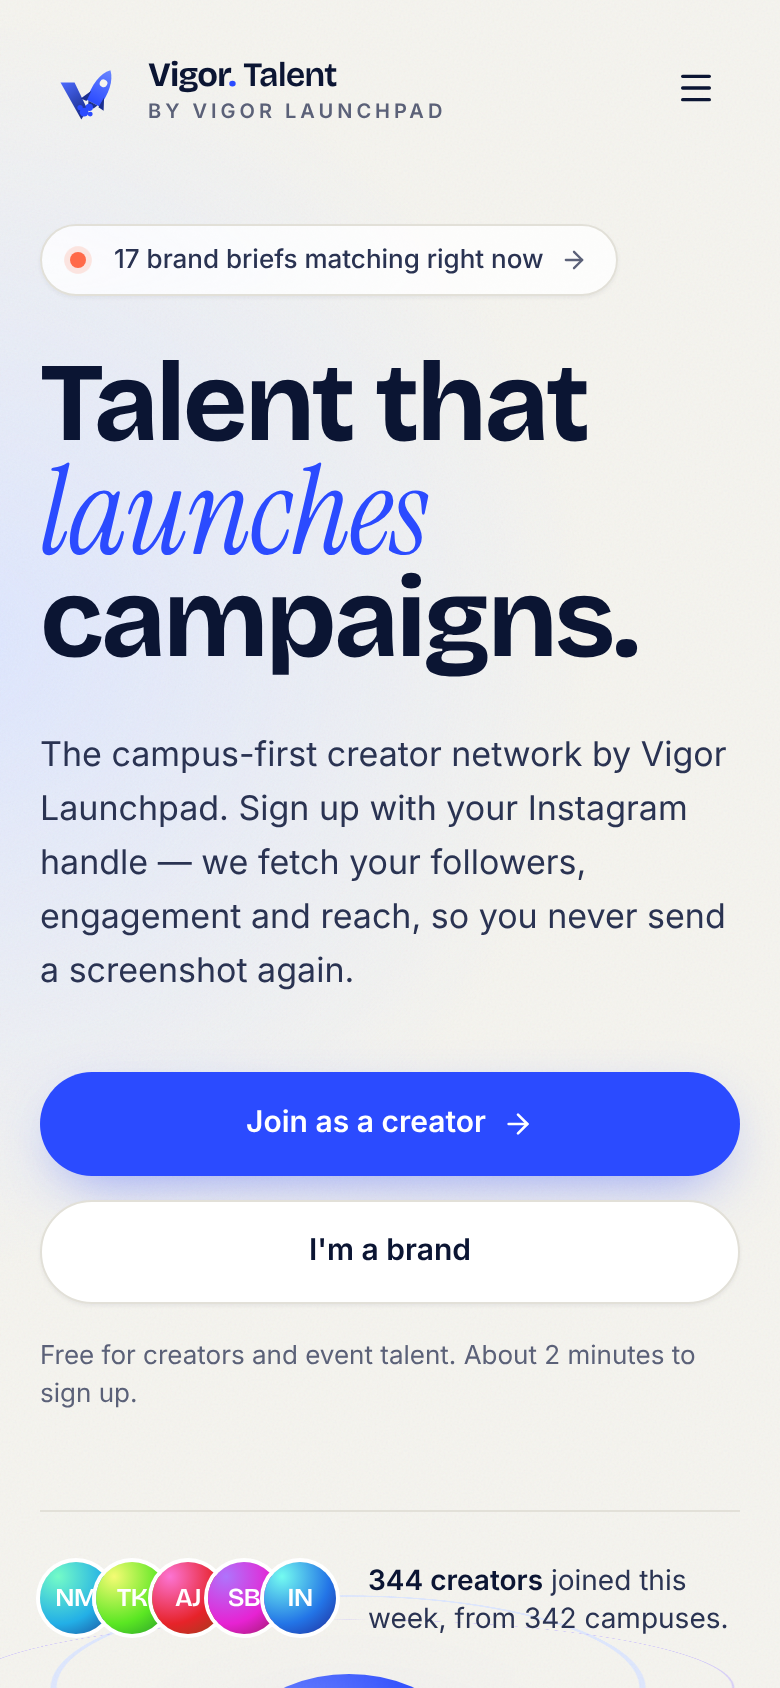 Vigor. Talent
BY VIGOR LAUNCHPAD
17 brand briefs matching right now →
Talent that
launches
campaigns.
The campus-first creator network by Vigor
Launchpad. Sign up with your Instagram
handle — we fetch your followers,
engagement and reach, so you never send
a screenshot again.
Join as a creator →
I'm a brand
Free for creators and event talent. About 2 minutes to
sign up.
NM TK AJ SB IN
344 creators joined this
week, from 342 campuses.